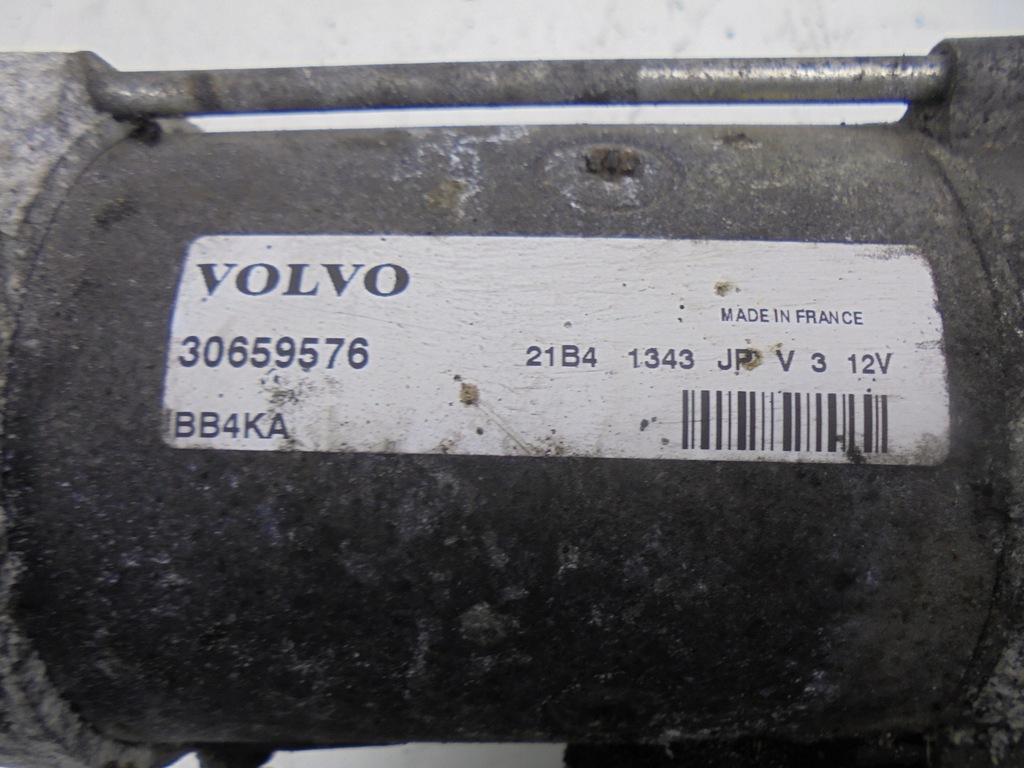 VOLVO
MADE IN FRANCE
30659576 21B4 1343 JP V 3 12V
BB4KA